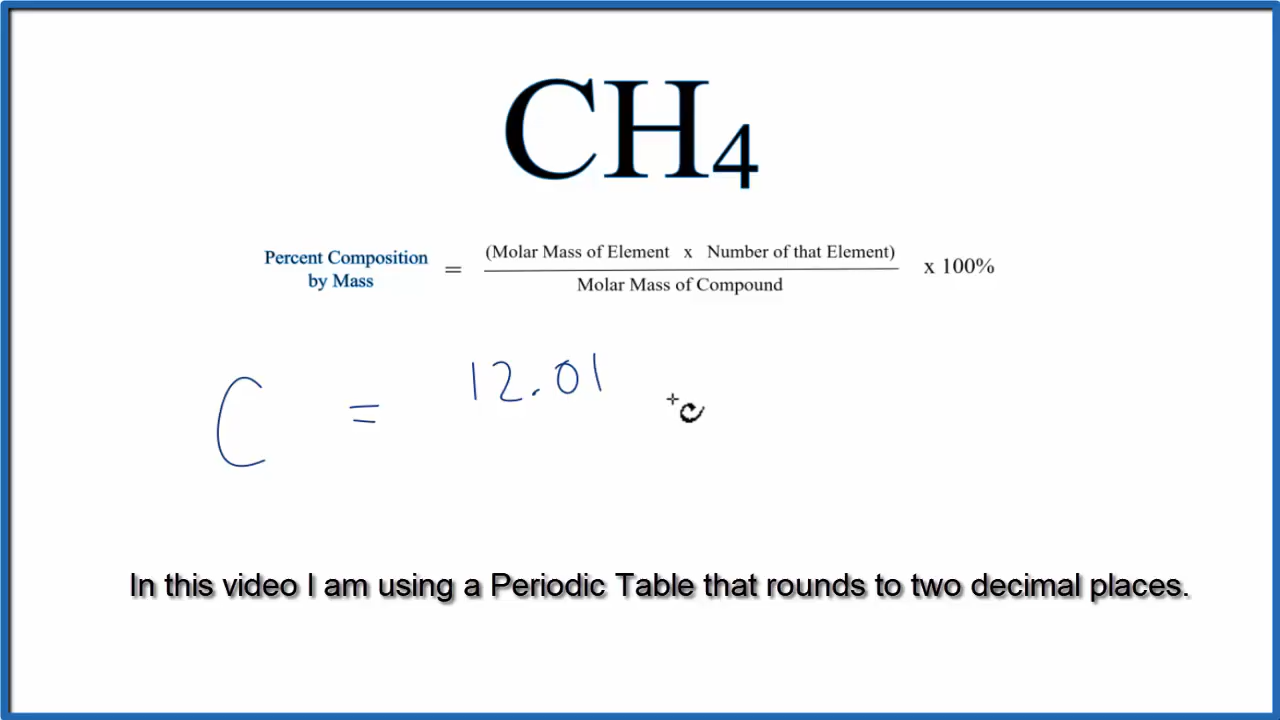 CH₄
(Molar Mass of Element x Number of that Element)
Percent Composition
by Mass
=
x 100%
Molar Mass of Compound
C = 12.01
In this video I am using a Periodic Table that rounds to two decimal places.